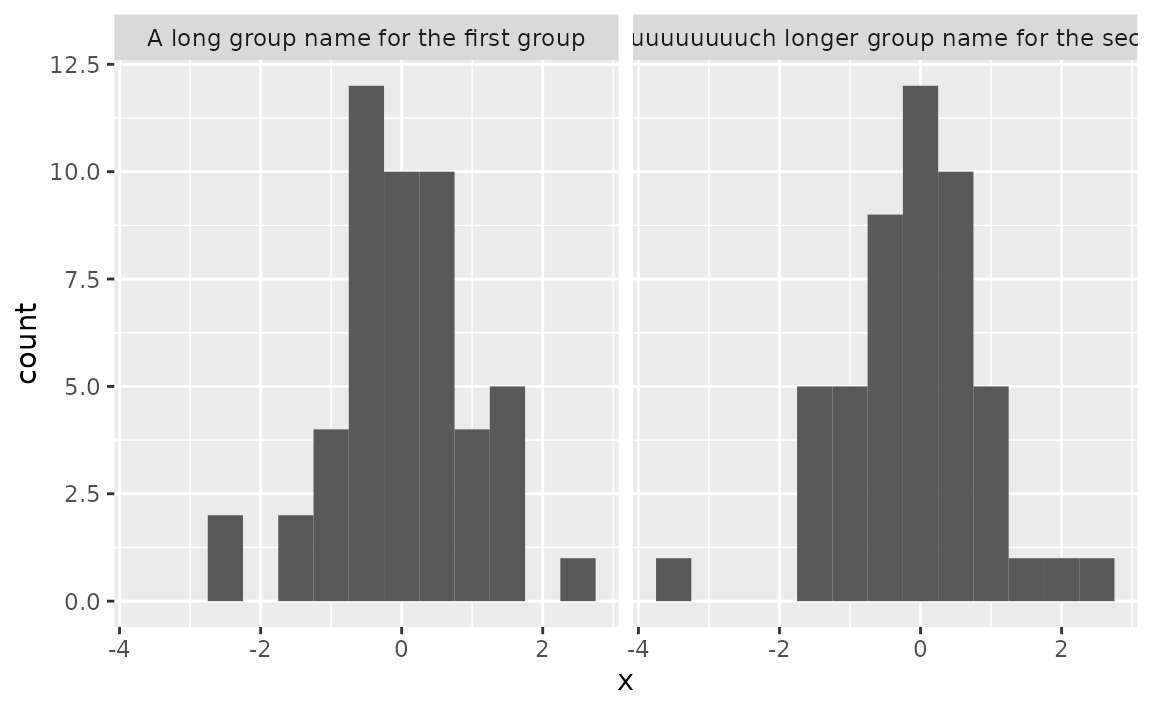 A long group name for the first group
uuuuuuuuch longer group name for the sec
12.5
10.0
7.5
5.0
2.5
0.0
count
-4 -2 0 2
-4 -2 0 2
x